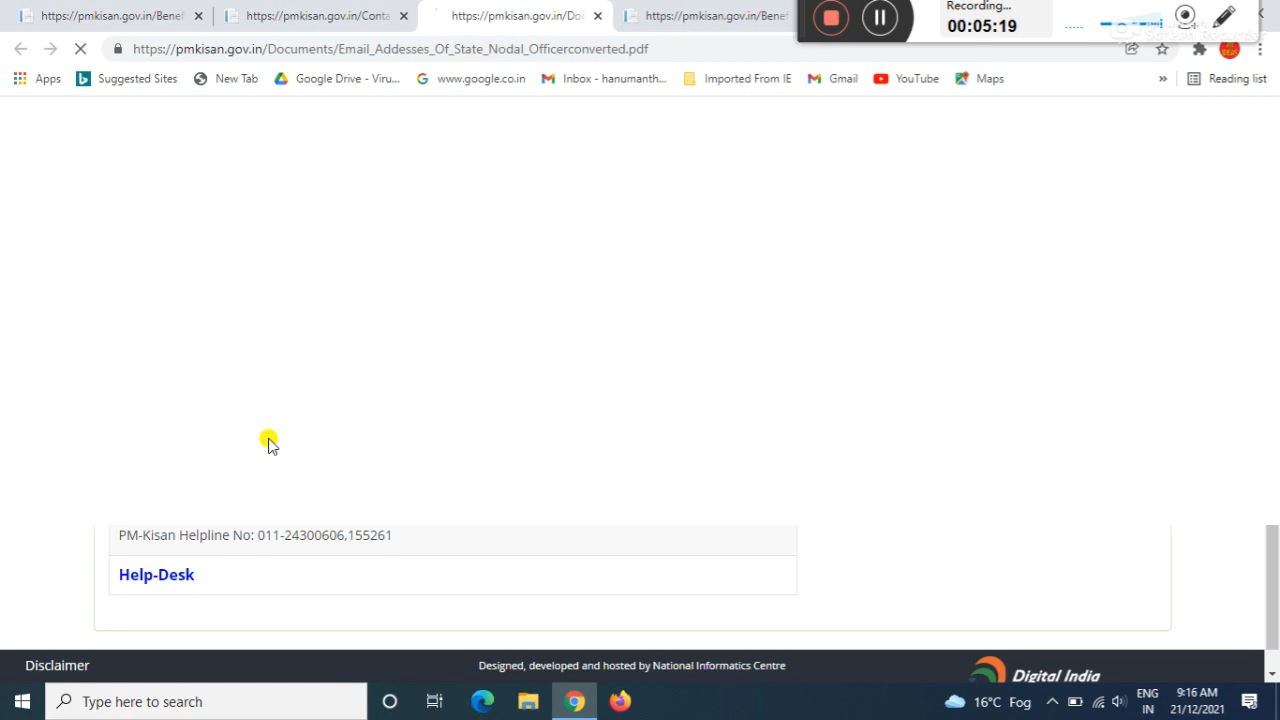 https://pmkisan.gov.in/Benef
https://pmkisan.gov.in/Conta
https://pmkisan.gov.in/Do
https://pmkisan.gov.in/Bene
Recording...
00:05:19
https://pmkisan.gov.in/Documents/Email_Addesses_Of_State_Nodal_Officerconverted.pdf
Apps
Suggested Sites
New Tab
Google Drive - Viru...
www.google.co.in
Inbox - hanumanth...
Imported From IE
Gmail
YouTube
Maps
»
Reading list
PM-Kisan Helpline No: 011-24300606,155261
Help-Desk
Disclaimer
Designed, developed and hosted by National Informatics Centre
Digital India
Type here to search
16°C Fog
ENG
IN
9:16 AM
21/12/2021